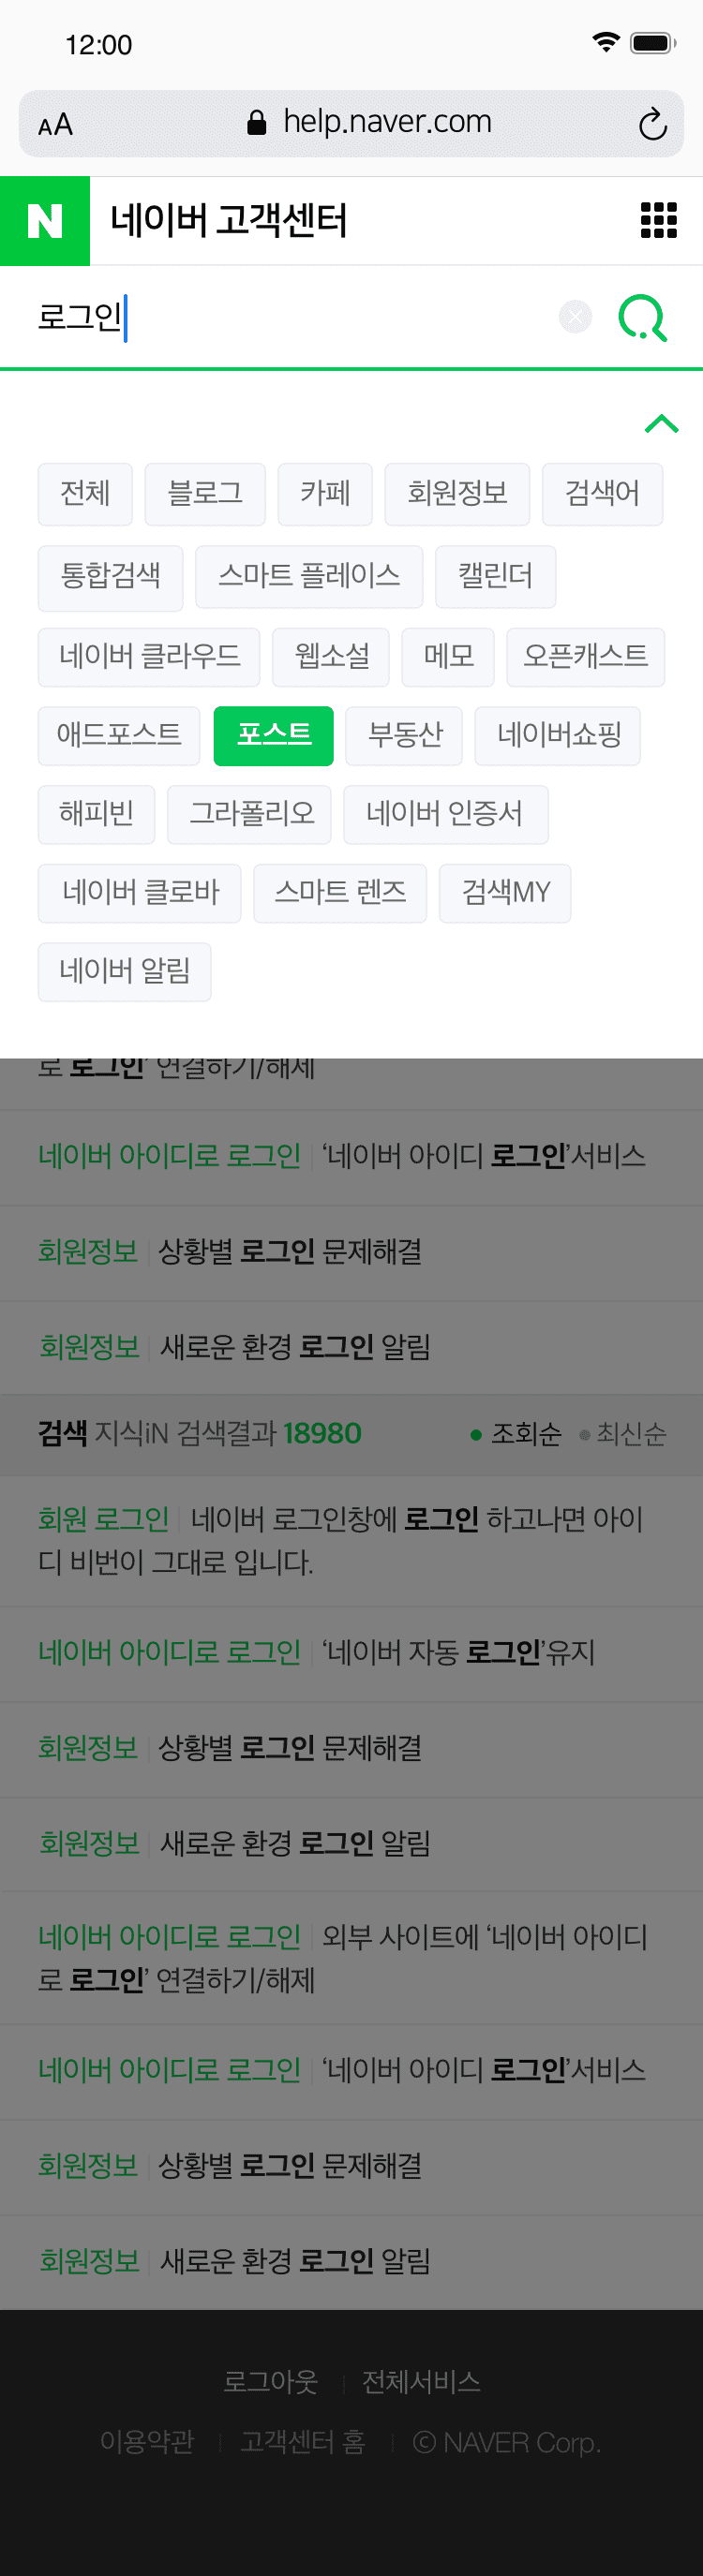 12:00
AA help.naver.com
N 네이버 고객센터
로그인
전체 블로그 카페 회원정보 검색어
통합검색 스마트 플레이스 캘린더
네이버 클라우드 웹소설 메모 오픈캐스트
애드포스트 포스트 부동산 네이버쇼핑
해피빈 그라폴리오 네이버 인증서
네이버 클로바 스마트 렌즈 검색MY
네이버 알림
로 로그인’ 연결하기/해제
네이버 아이디로 로그인 ‘네이버 아이디 로그인’서비스
회원정보 상황별 로그인 문제해결
회원정보 새로운 환경 로그인 알림
검색 지식iN 검색결과 18980 조회순 최신순
회원 로그인 네이버 로그인창에 로그인 하고나면 아이
디 비번이 그대로 입니다.
네이버 아이디로 로그인 ‘네이버 자동 로그인’유지
회원정보 상황별 로그인 문제해결
회원정보 새로운 환경 로그인 알림
네이버 아이디로 로그인 외부 사이트에 ‘네이버 아이디
로 로그인’ 연결하기/해제
네이버 아이디로 로그인 ‘네이버 아이디 로그인’서비스
회원정보 상황별 로그인 문제해결
회원정보 새로운 환경 로그인 알림
로그아웃 전체서비스
이용약관 고객센터 홈 ⓒ NAVER Corp.